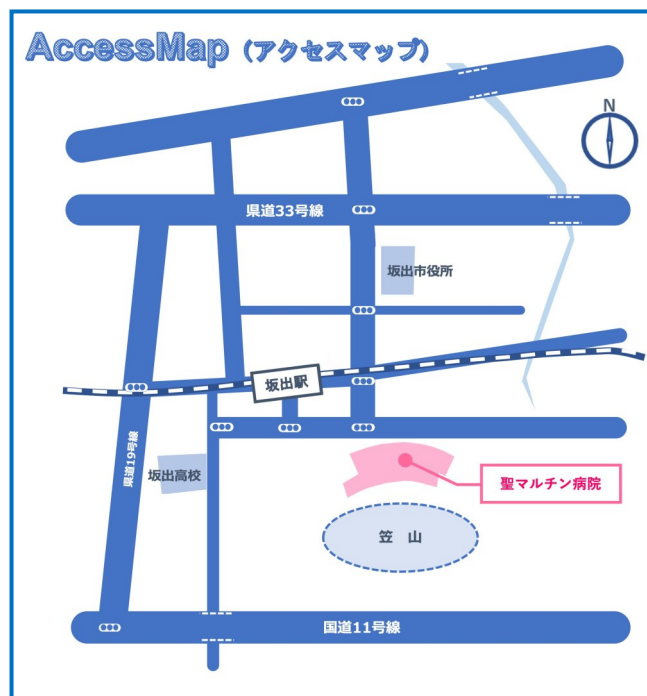 AccessMap（アクセスマップ）
N
県道33号線
坂出市役所
坂出駅
県道19号線
坂出高校
聖マルチン病院
笠 山
国道11号線